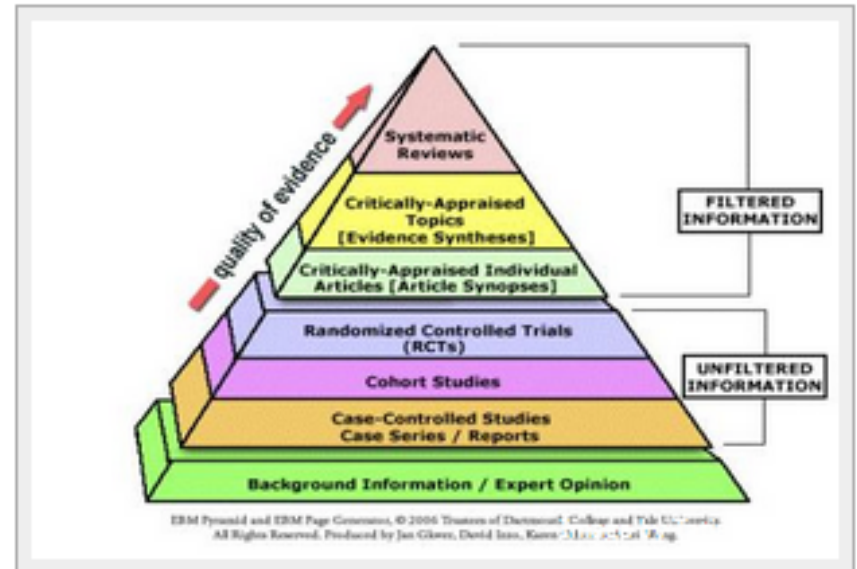 quality of evidence
Systematic
Reviews
Critically-Appraised
Topics
[Evidence Syntheses]
Critically-Appraised Individual
Articles [Article Synopses]
Randomized Controlled Trials
(RCTs)
Cohort Studies
Case-Controlled Studies
Case Series / Reports
Background Information / Expert Opinion
FILTERED
INFORMATION
UNFILTERED
INFORMATION
EBM Pyramid and EBM Page Generator, © 2006 Trustees of Dartmouth College and Yale University.
All Rights Reserved. Produced by Jan Glover, David Izzo, Karen